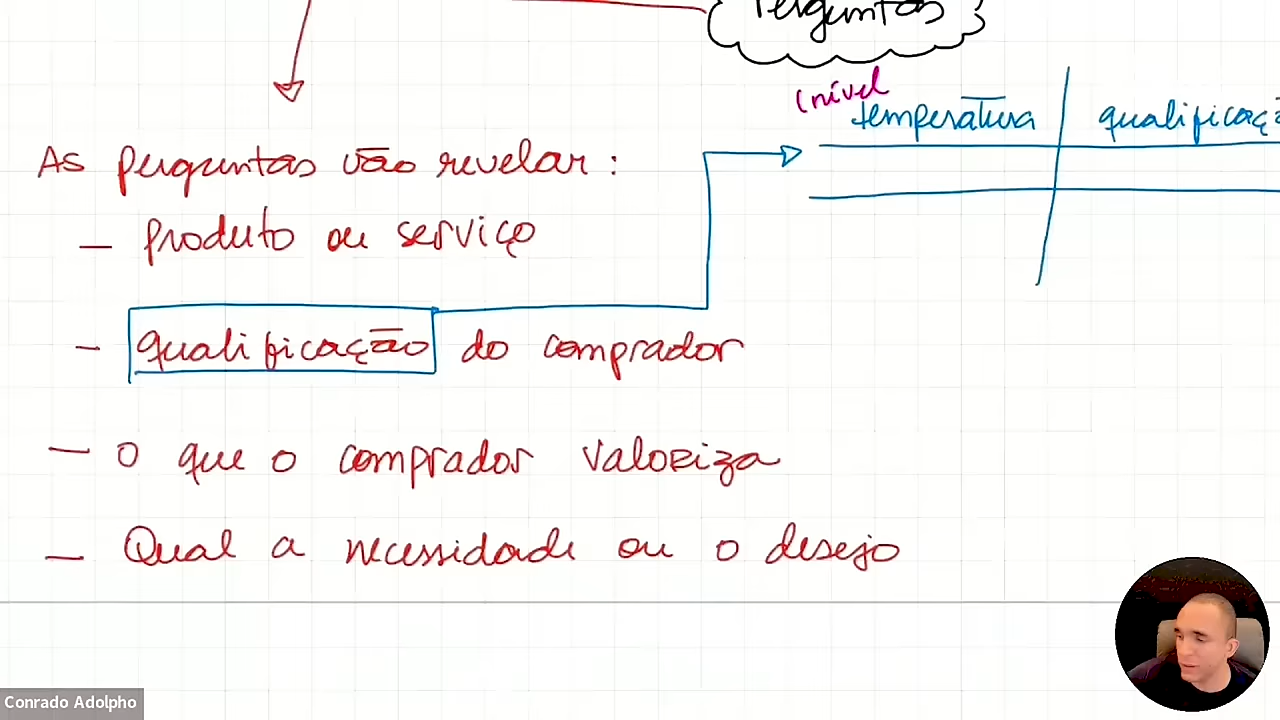 Perguntas
(nível
temperatura
As perguntas vão revelar:
- produto ou serviço
- qualificação do comprador
- o que o comprador valoriza
- Qual a necessidade ou o desejo
Conrado Adolpho